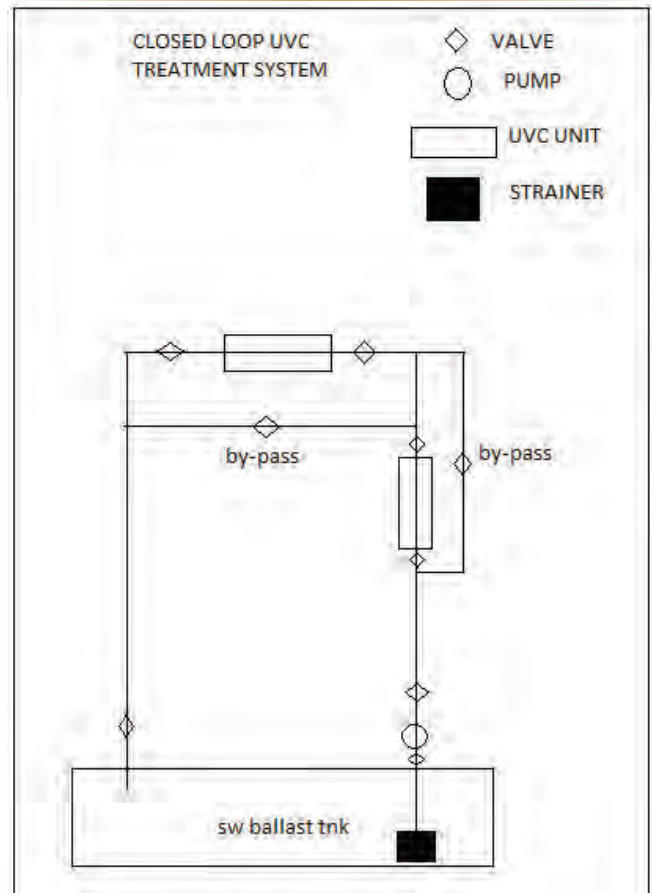 CLOSED LOOP UVC
TREATMENT SYSTEM
VALVE
PUMP
UVC UNIT
STRAINER
by-pass
by-pass
sw ballast tnk